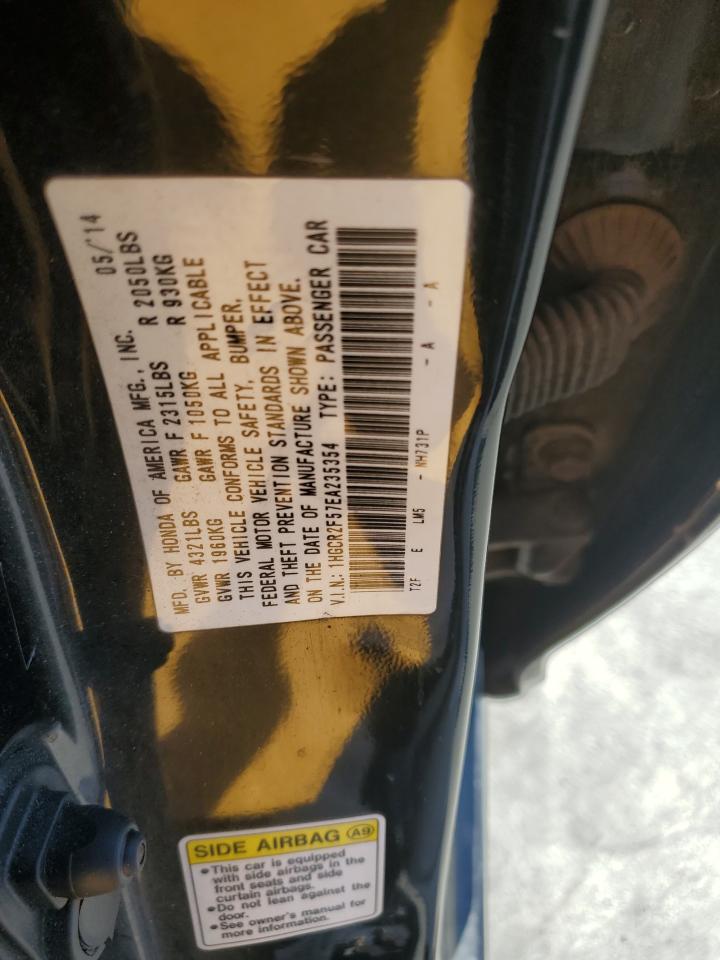 MFD. BY HONDA OF AMERICA MFG., INC. 05/14
GVWR 4321LBS GAWR F 2315LBS R 2050LBS
GVWR 1960KG GAWR F 1050KG R 930KG
THIS VEHICLE CONFORMS TO ALL APPLICABLE
FEDERAL MOTOR VEHICLE SAFETY, BUMPER,
AND THEFT PREVENTION STANDARDS IN EFFECT
ON THE DATE OF MANUFACTURE SHOWN ABOVE.
V.I.N.: 1HGCR2F57EA235354 TYPE: PASSENGER CAR
T2F E LM5 - NH731P - A - A
SIDE AIRBAG A9
• This car is equipped
with side airbags in the
front seats and side
curtain airbags.
• Do not lean against the
door.
• See owner's manual for
more information.